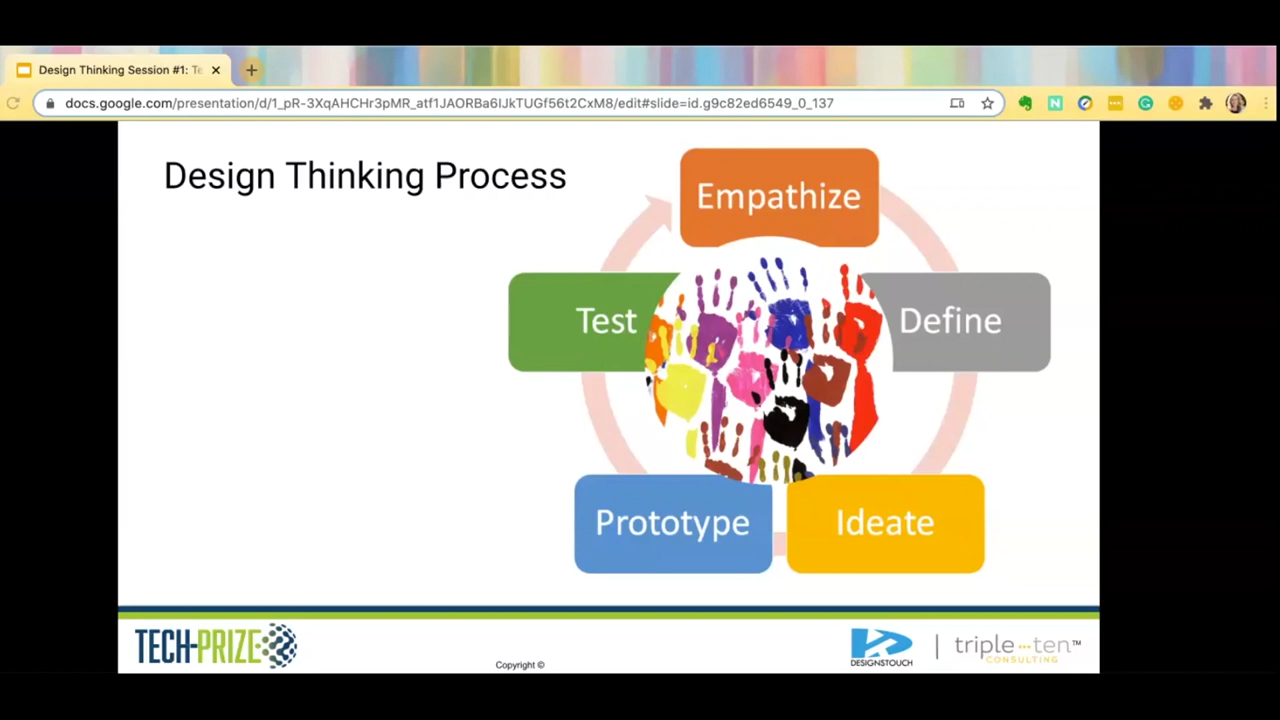 Design Thinking Session #1: Te
docs.google.com/presentation/d/1_pR-3XqAHCHr3pMR_atf1JAORBa6IJkTUGf56t2CxM8/edit#slide=id.g9c82ed6549_0_137
Design Thinking Process
Empathize
Test
Define
Prototype
Ideate
TECH-PRIZE
Copyright ©
DESIGNSTOUCH
triple ten™
CONSULTING